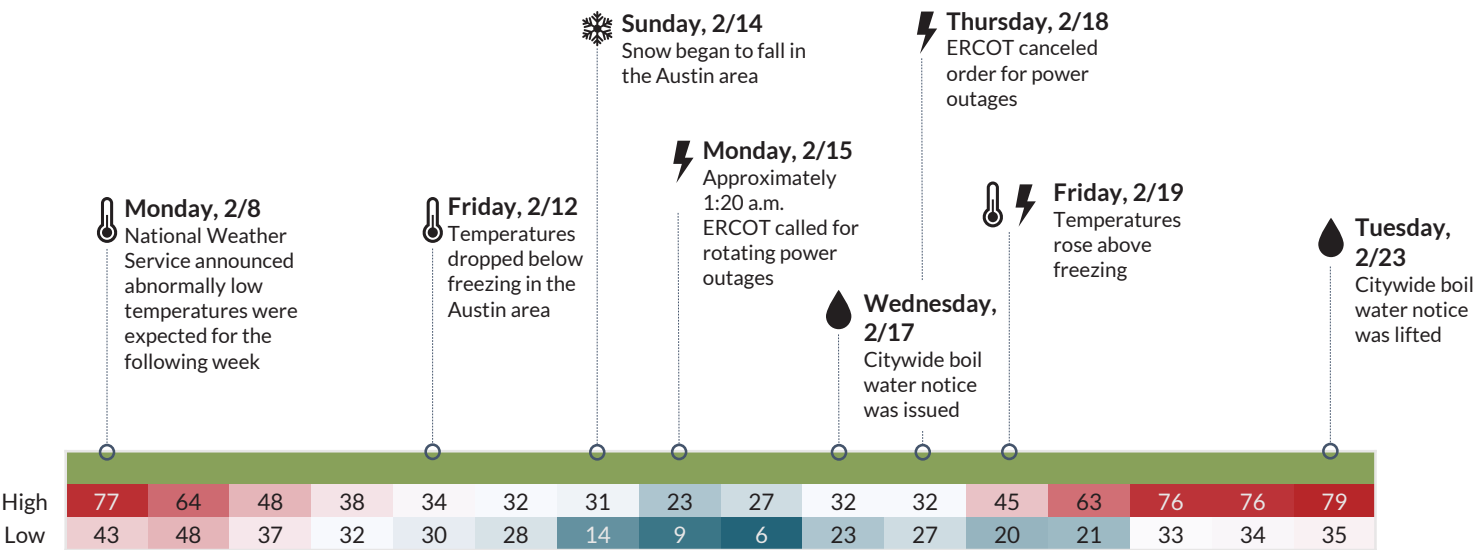 Monday, 2/8
National Weather
Service announced
abnormally low
temperatures were
expected for the
following week
Friday, 2/12
Temperatures
dropped below
freezing in the
Austin area
Sunday, 2/14
Snow began to fall in
the Austin area
Monday, 2/15
Approximately
1:20 a.m.
ERCOT called for
rotating power
outages
Wednesday,
2/17
Citywide boil
water notice
was issued
Thursday, 2/18
ERCOT canceled
order for power
outages
Friday, 2/19
Temperatures
rose above
freezing
Tuesday,
2/23
Citywide boil
water notice
was lifted
High 77 64 48 38 34 32 31 23 27 32 32 45 63 76 76 79
Low 43 48 37 32 30 28 14 9 6 23 27 20 21 33 34 35